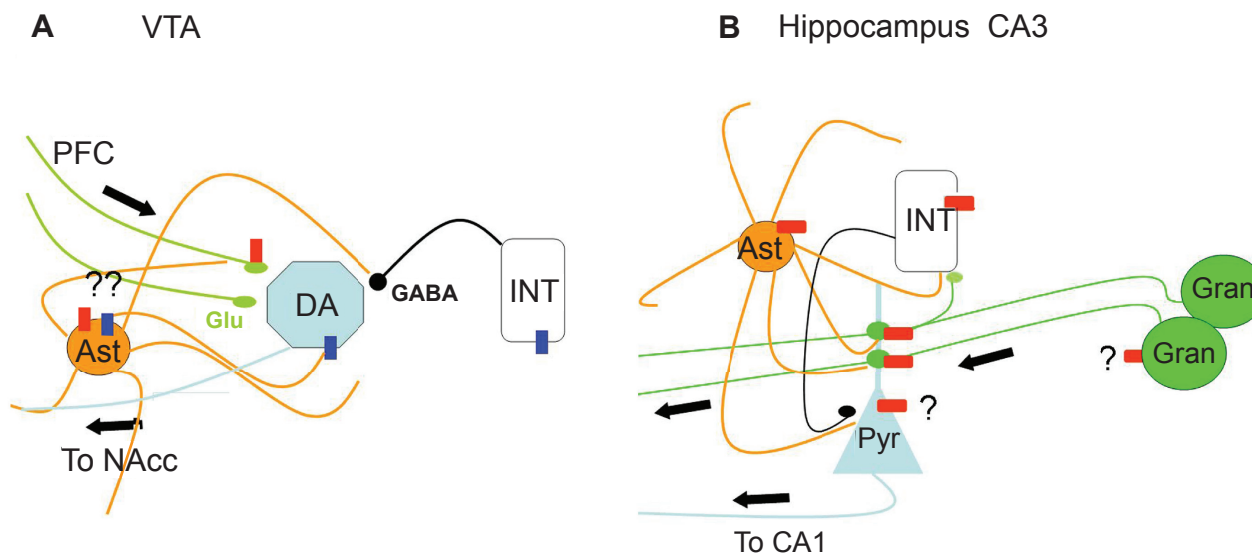 A VTA
PFC
??
Glu
Ast
DA
GABA
INT
To NAcc
B Hippocampus CA3
INT
Ast
Gran
Gran
?
?
Pyr
To CA1